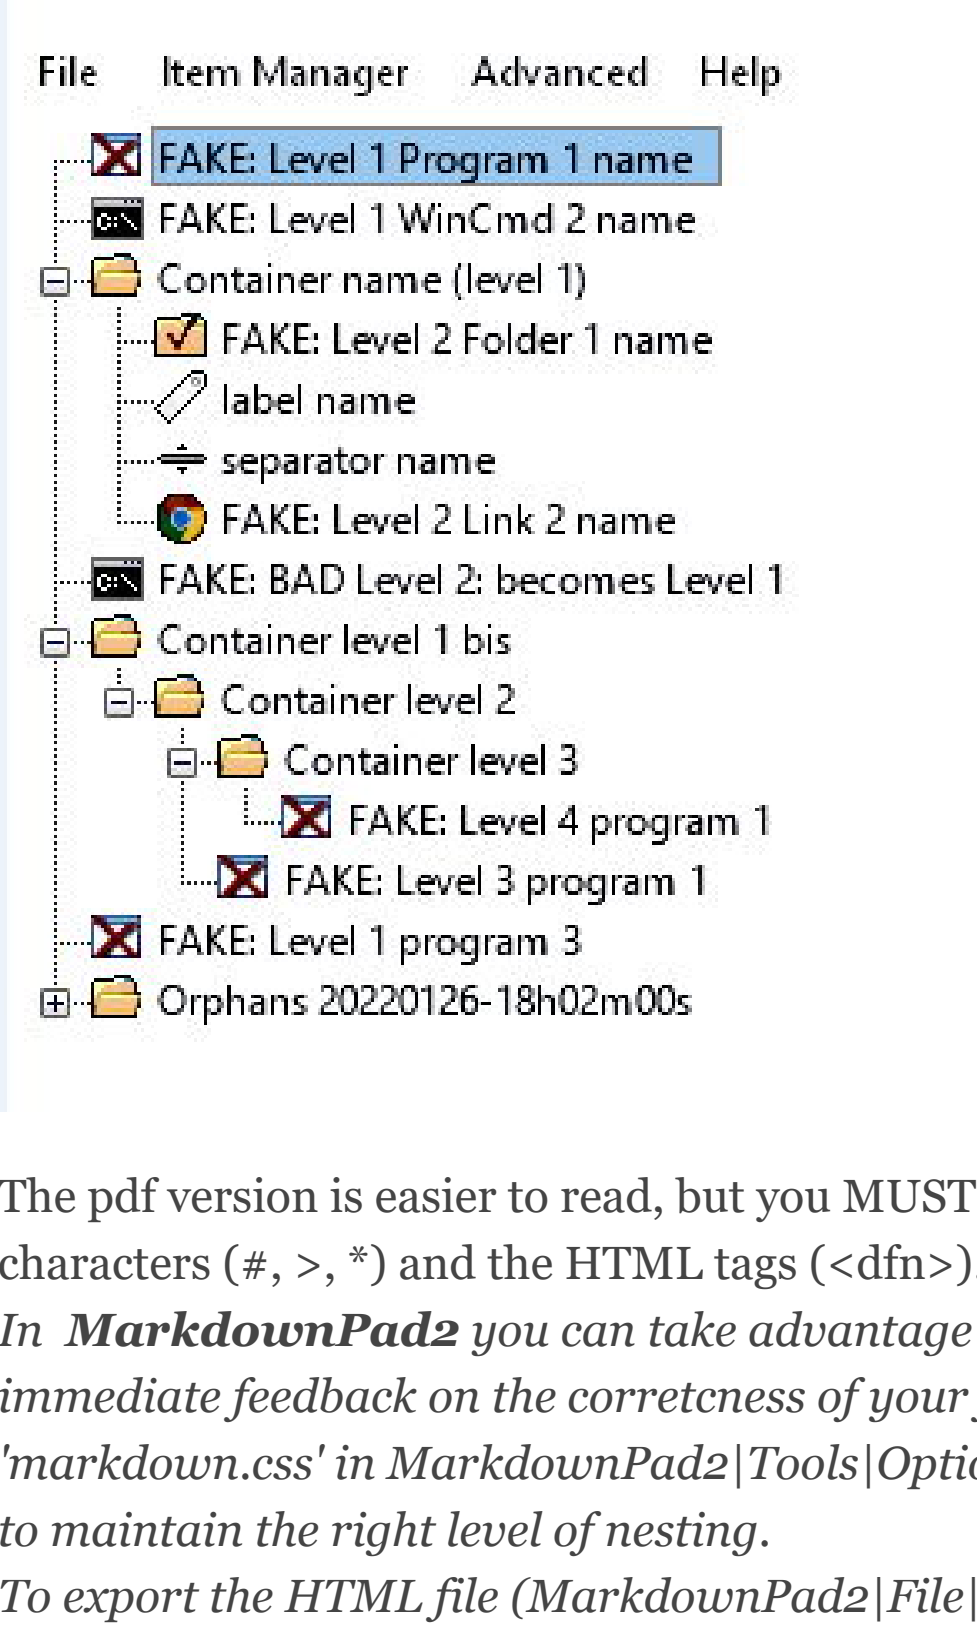 File Item Manager Advanced Help
FAKE: Level 1 Program 1 name
C:\ FAKE: Level 1 WinCmd 2 name
Container name (level 1)
FAKE: Level 2 Folder 1 name
label name
separator name
FAKE: Level 2 Link 2 name
C:\ FAKE: BAD Level 2: becomes Level 1
Container level 1 bis
Container level 2
Container level 3
FAKE: Level 4 program 1
FAKE: Level 3 program 1
FAKE: Level 1 program 3
Orphans 20220126-18h02m00s
The pdf version is easier to read, but you MUST
characters (#, >, *) and the HTML tags (<dfn>).
In MarkdownPad2 you can take advantage
immediate feedback on the corretcness of your
'markdown.css' in MarkdownPad2|Tools|Optio
to maintain the right level of nesting.
To export the HTML file (MarkdownPad2|File|